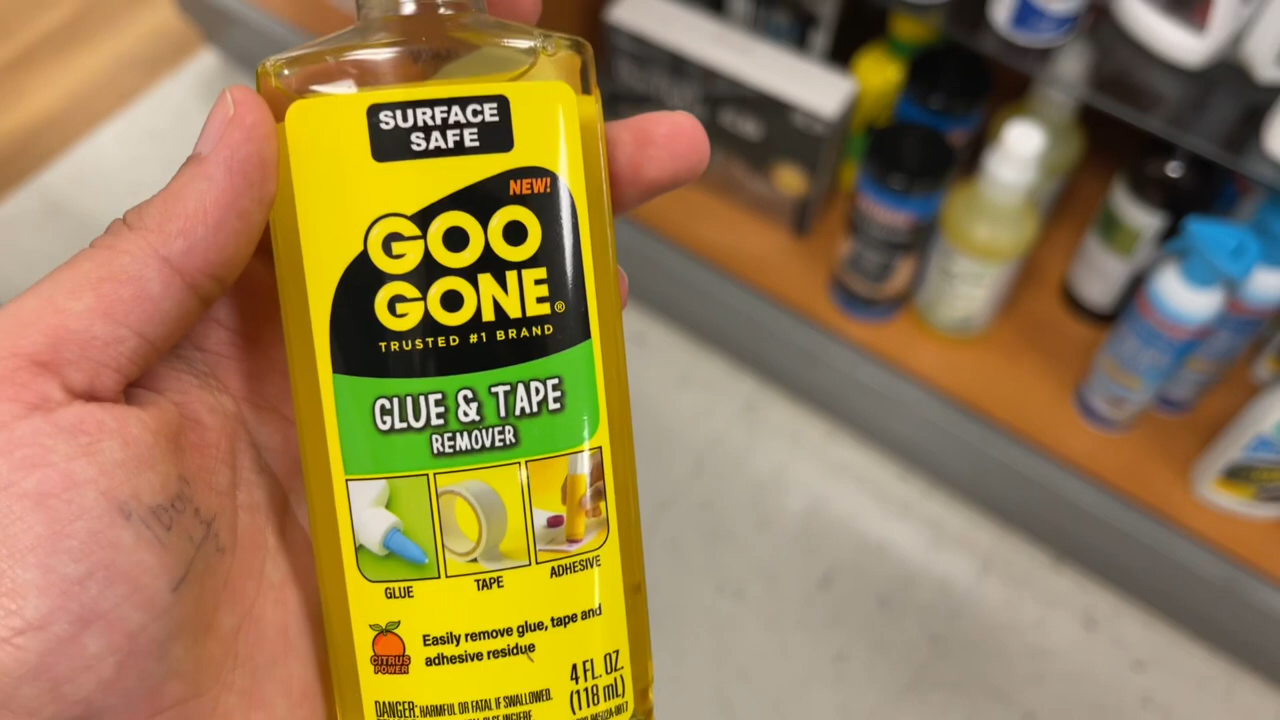 SURFACE
SAFE
NEW!
GOO
GONE®
TRUSTED #1 BRAND
GLUE & TAPE
REMOVER
GLUE
TAPE
ADHESIVE
CITRUS
POWER
Easily remove glue, tape and
adhesive residue
4 FL. OZ.
(118 mL)
DANGER: HARMFUL OR FATAL IF SWALLOWED.